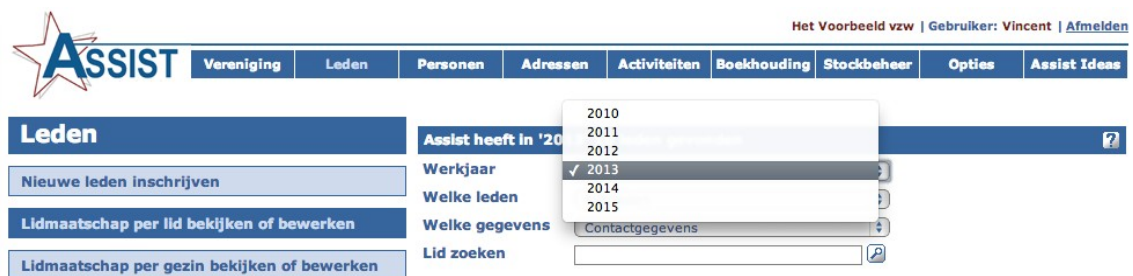 Het Voorbeeld vzw | Gebruiker: Vincent | Afmelden
ASSIST
Vereniging Leden Personen Adressen Activiteiten Boekhouding Stockbeheer Opties Assist Ideas
Leden
Nieuwe leden inschrijven
Lidmaatschap per lid bekijken of bewerken
Lidmaatschap per gezin bekijken of bewerken
Assist heeft in '20
?
Werkjaar
2010
2011
2012
✓ 2013
2014
2015
Welke leden
Welke gegevens Contactgegevens
Lid zoeken